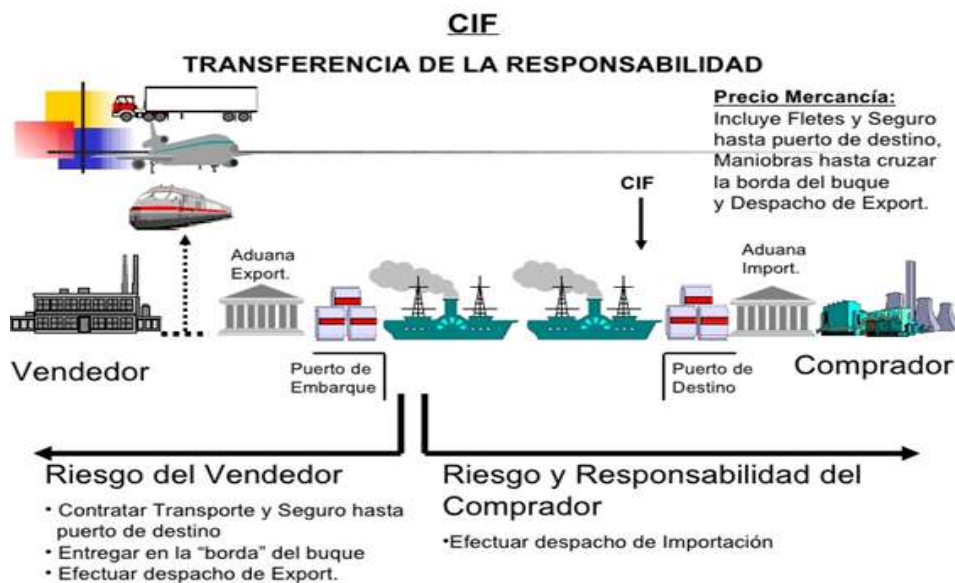 CIF
TRANSFERENCIA DE LA RESPONSABILIDAD
Precio Mercancía:
Incluye Fletes y Seguro
hasta puerto de destino,
Maniobras hasta cruzar
la borda del buque
y Despacho de Export.
CIF
Aduana
Export.
Aduana
Import.
Vendedor
Puerto de
Embarque
Puerto de
Destino
Comprador
Riesgo del Vendedor
• Contratar Transporte y Seguro hasta
puerto de destino
• Entregar en la “borda” del buque
• Efectuar despacho de Export.
Riesgo y Responsabilidad del
Comprador
•Efectuar despacho de Importación